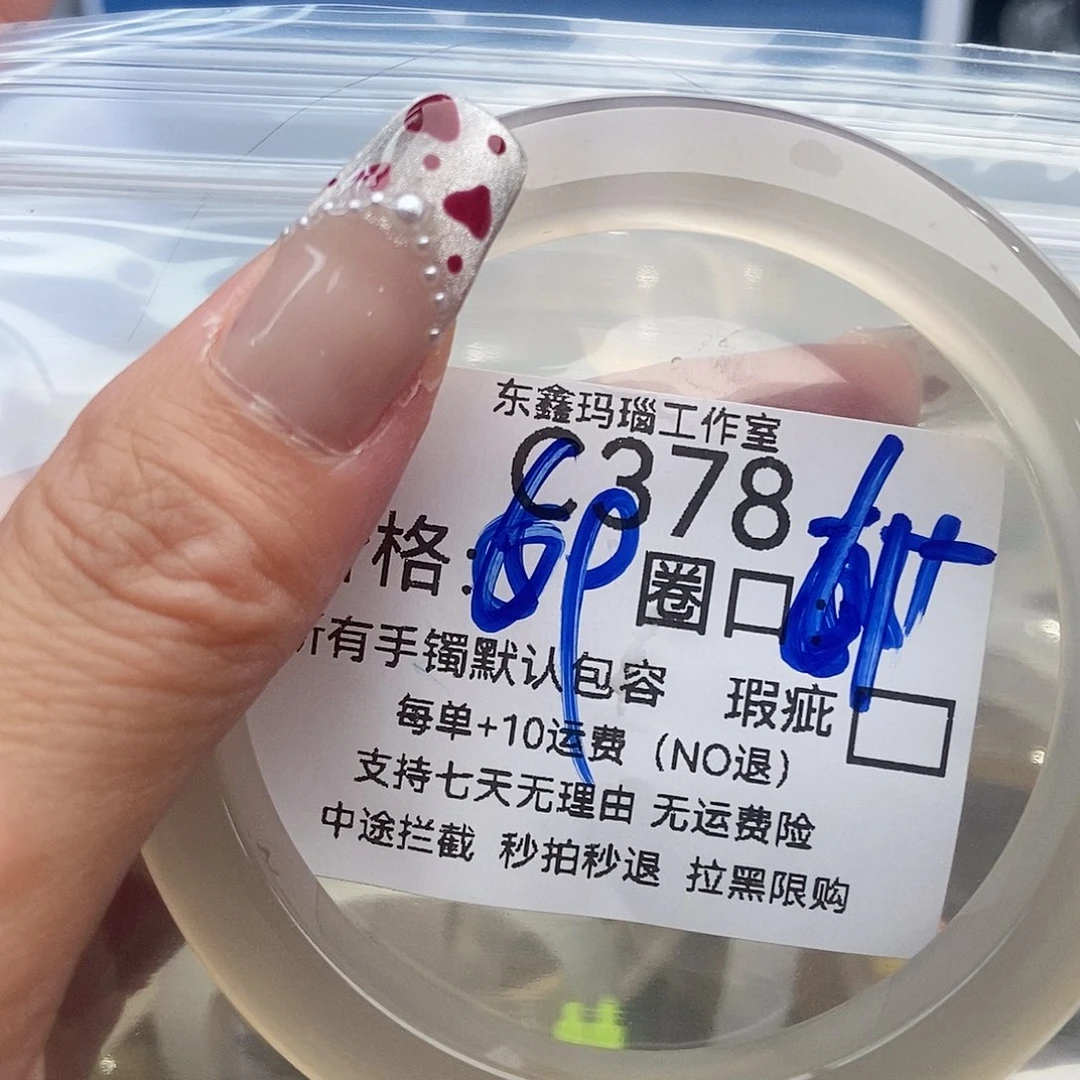 东鑫玛瑙工作室
C378
格: 圈口:
所有手镯默认包容 瑕疵
每单+10运费 (NO退)
支持七天无理由 无运费险
中途拦截 秒拍秒退 拉黑限购